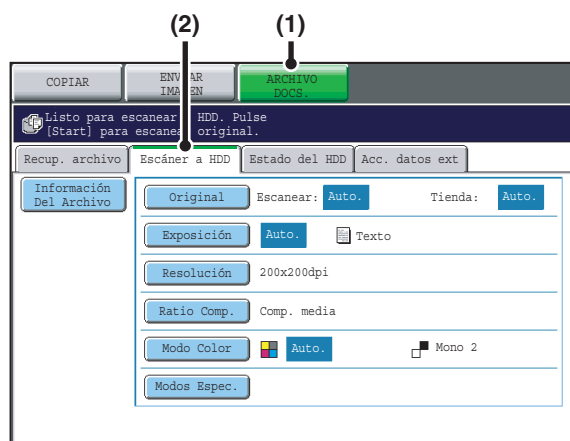 (2) (1)
COPIAR ENVIAR ARCHIVO
IMAGEN DOCS.
Listo para escanear a HDD. Pulse
[Start] para escanear original.
Recup. archivo Escáner a HDD Estado del HDD Acc. datos ext
Información
Del Archivo
Original Escanear: Auto. Tienda: Auto.
Exposición Auto. Texto
Resolución 200x200dpi
Ratio Comp. Comp. media
Modo Color Auto. Mono 2
Modos Espec.